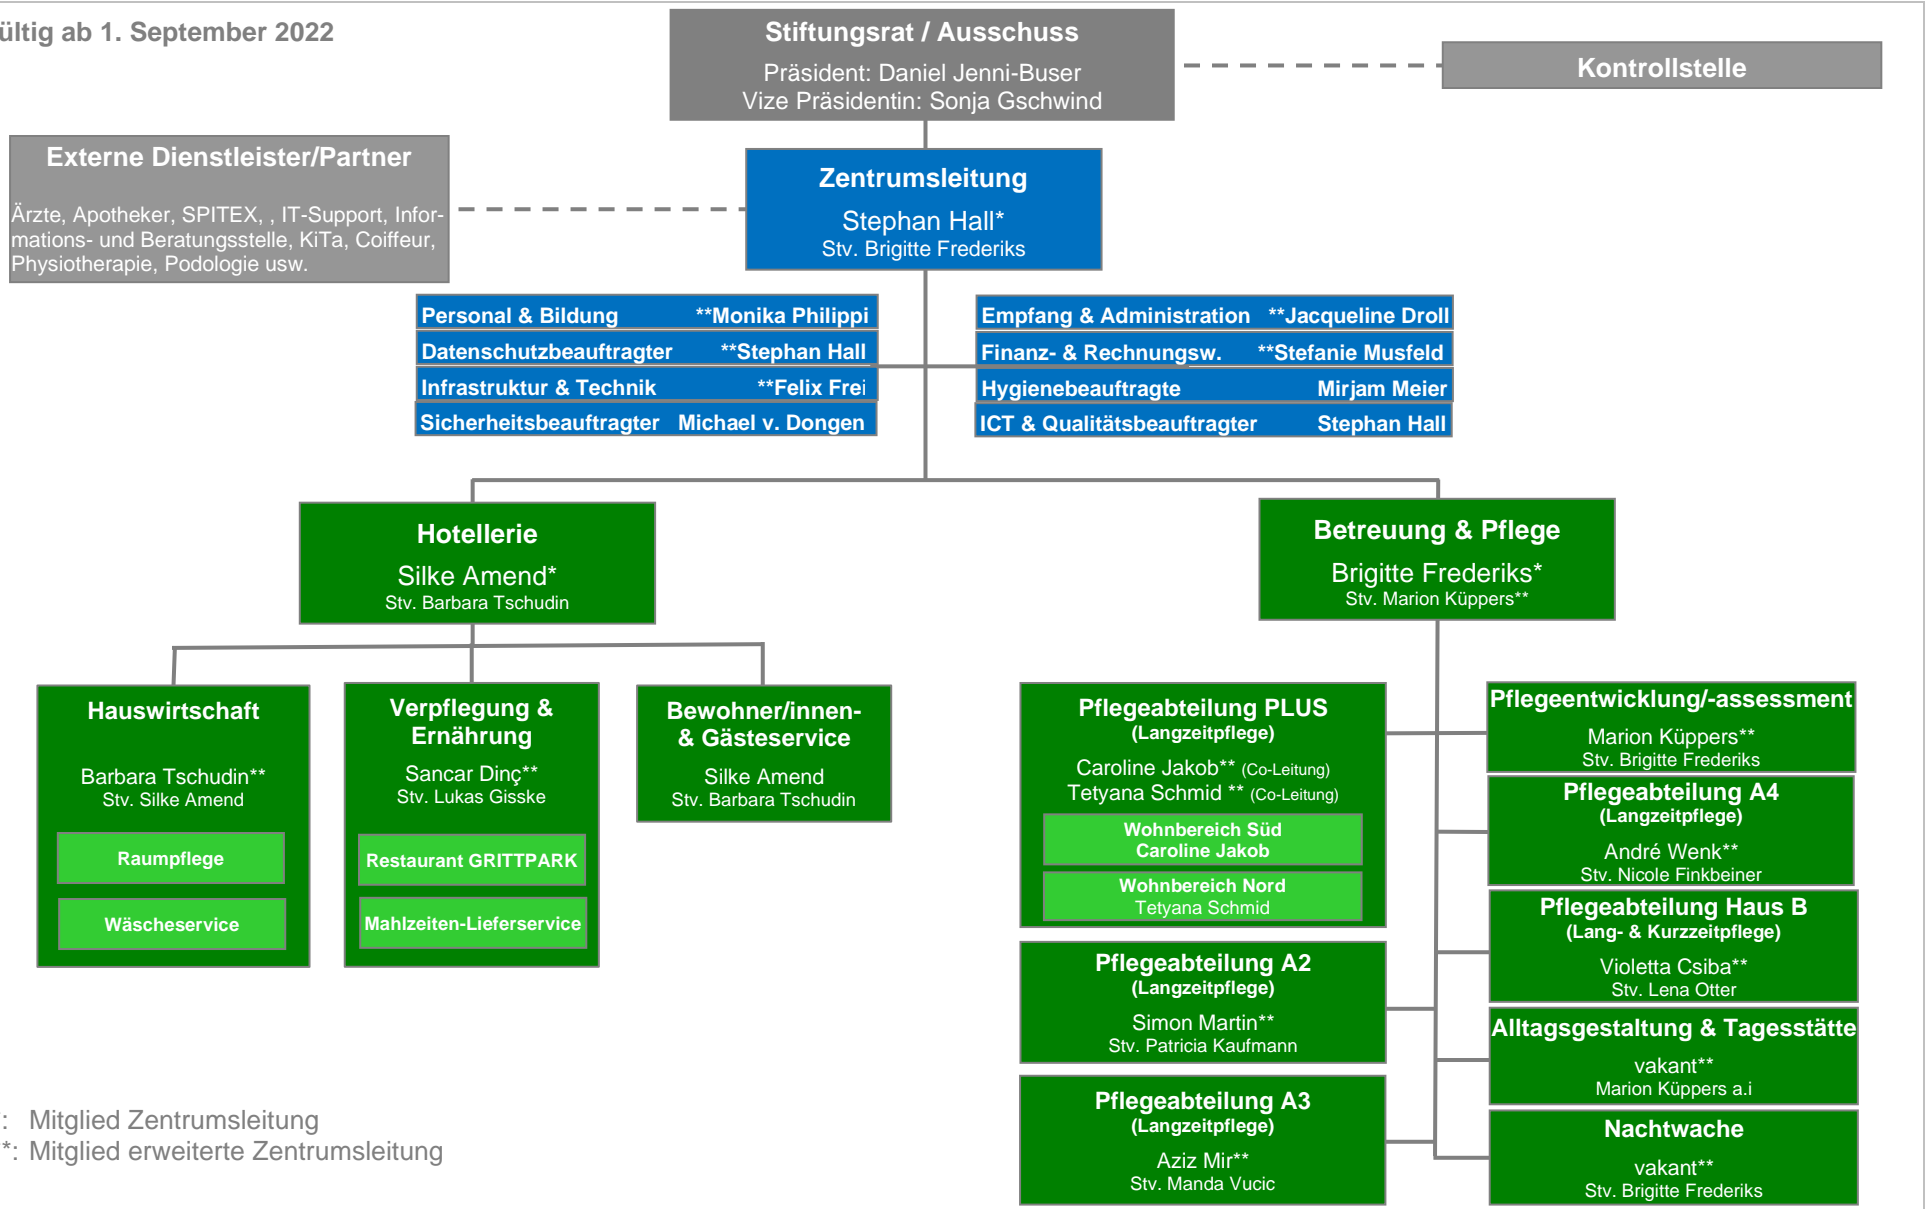 ültig ab 1. September 2022
Stiftungsrat / Ausschuss
Präsident: Daniel Jenni-Buser
Vize Präsidentin: Sonja Gschwind
Kontrollstelle
Externe Dienstleister/Partner
Ärzte, Apotheker, SPITEX, , IT-Support, Infor-
mations- und Beratungsstelle, KiTa, Coiffeur,
Physiotherapie, Podologie usw.
Zentrumsleitung
Stephan Hall*
Stv. Brigitte Frederiks
Personal & Bildung **Monika Philippi
Datenschutzbeauftragter **Stephan Hall
Infrastruktur & Technik **Felix Frei
Sicherheitsbeauftragter Michael v. Dongen
Empfang & Administration **Jacqueline Droll
Finanz- & Rechnungsw. **Stefanie Musfeld
Hygienebeauftragte Mirjam Meier
ICT & Qualitätsbeauftragter Stephan Hall
Hotellerie
Silke Amend*
Stv. Barbara Tschudin
Betreuung & Pflege
Brigitte Frederiks*
Stv. Marion Küppers**
Hauswirtschaft
Barbara Tschudin**
Stv. Silke Amend
Raumpflege
Wäscheservice
Verpflegung &
Ernährung
Sancar Dinç**
Stv. Lukas Gisske
Restaurant GRITTPARK
Mahlzeiten-Lieferservice
Bewohner/innen-
& Gästeservice
Silke Amend
Stv. Barbara Tschudin
Pflegeabteilung PLUS
(Langzeitpflege)
Caroline Jakob** (Co-Leitung)
Tetyana Schmid ** (Co-Leitung)
Wohnbereich Süd
Caroline Jakob
Wohnbereich Nord
Tetyana Schmid
Pflegeabteilung A2
(Langzeitpflege)
Simon Martin**
Stv. Patricia Kaufmann
Pflegeabteilung A3
(Langzeitpflege)
Aziz Mir**
Stv. Manda Vucic
Pflegeentwicklung/-assessment
Marion Küppers**
Stv. Brigitte Frederiks
Pflegeabteilung A4
(Langzeitpflege)
André Wenk**
Stv. Nicole Finkbeiner
Pflegeabteilung Haus B
(Lang- & Kurzzeitpflege)
Violetta Csiba**
Stv. Lena Otter
Alltagsgestaltung & Tagesstätte
vakant**
Marion Küppers a.i
Nachtwache
vakant**
Stv. Brigitte Frederiks
: Mitglied Zentrumsleitung
*: Mitglied erweiterte Zentrumsleitung